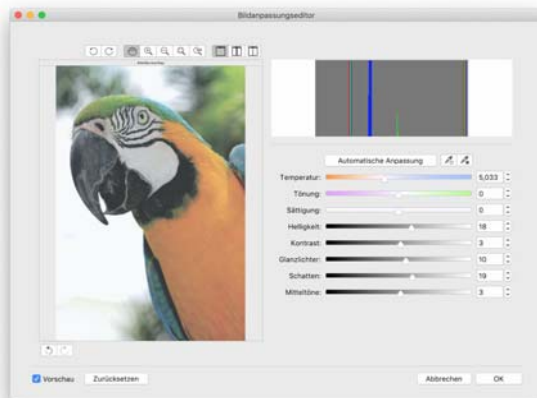 Bildanpassungseditor
Automatische Anpassung
Temperatur: 5,033
Tönung: 0
Sättigung: 0
Helligkeit: 18
Kontrast: 3
Glanzlichter: 10
Schatten: 19
Mitteltöne: 3
Vorschau Zurücksetzen Abbrechen OK